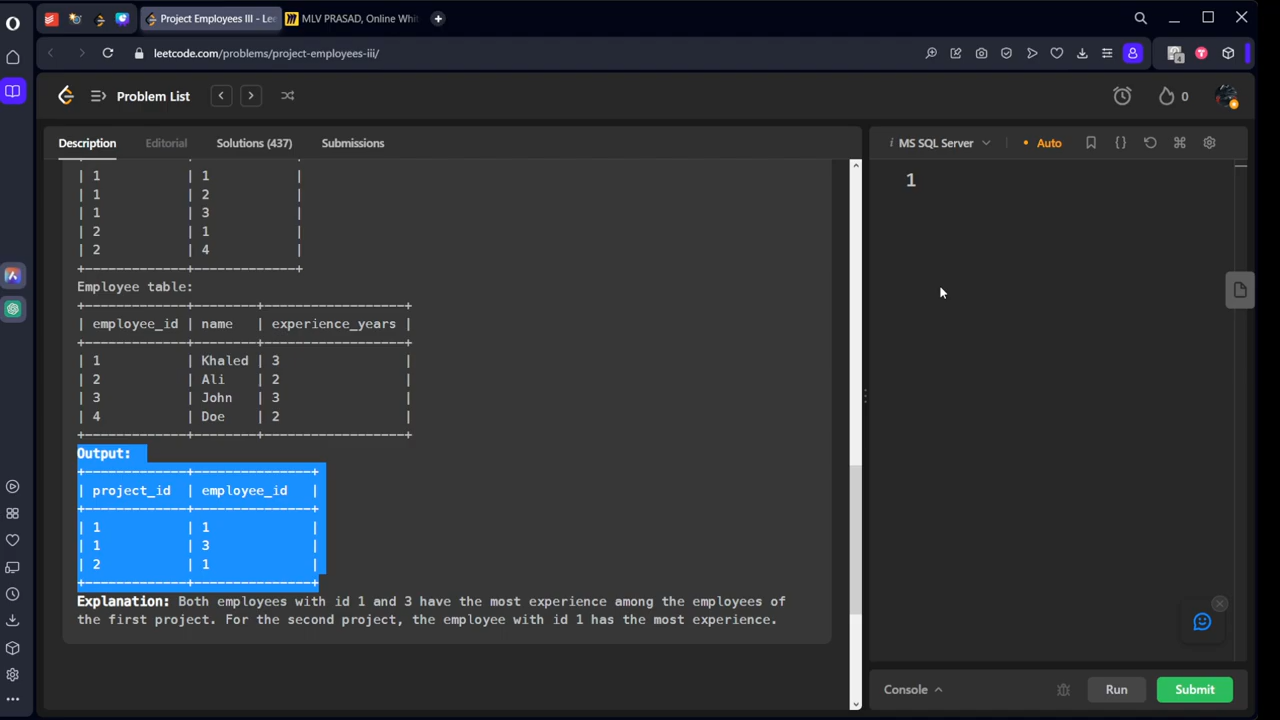 Project Employees III - Lee
MLV PRASAD, Online Whit
leetcode.com/problems/project-employees-iii/
4
Problem List
0
Description
Editorial
Solutions (437)
Submissions
MS SQL Server
Auto
1
| 1 | 1 |
| 1 | 2 |
| 1 | 3 |
| 2 | 1 |
| 2 | 4 |
+-------------+-------------+
Employee table:
+-------------+--------+------------------+
| employee_id | name | experience_years |
+-------------+--------+------------------+
| 1 | Khaled | 3 |
| 2 | Ali | 2 |
| 3 | John | 3 |
| 4 | Doe | 2 |
+-------------+--------+------------------+
Output:
+-------------+---------------+
| project_id | employee_id |
+-------------+---------------+
| 1 | 1 |
| 1 | 3 |
| 2 | 1 |
+-------------+---------------+
Explanation: Both employees with id 1 and 3 have the most experience among the employees of
the first project. For the second project, the employee with id 1 has the most experience.
Console
Run
Submit